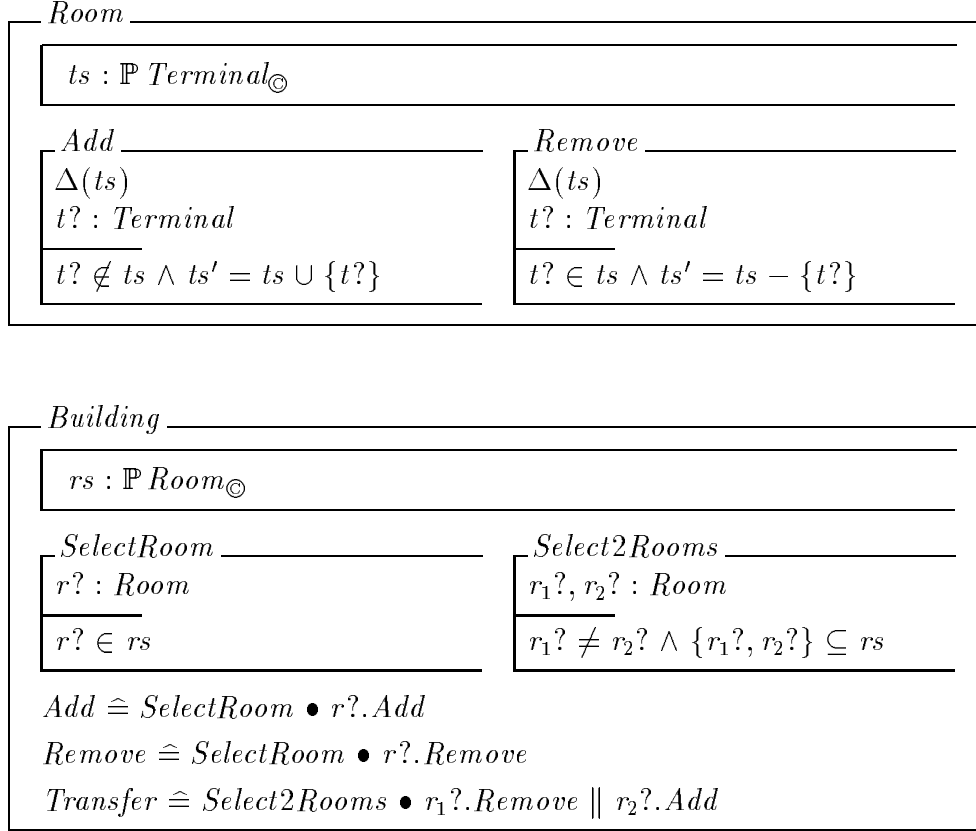 Room
ts : ℙ Terminal©
Add
Δ(ts)
t? : Terminal
t? ∉ ts ∧ ts′ = ts ∪ {t?}
Remove
Δ(ts)
t? : Terminal
t? ∈ ts ∧ ts′ = ts − {t?}
Building
rs : ℙ Room©
SelectRoom
r? : Room
r? ∈ rs
Select2Rooms
r₁?, r₂? : Room
r₁? ≠ r₂? ∧ {r₁?, r₂?} ⊆ rs
Add ≙ SelectRoom • r?.Add
Remove ≙ SelectRoom • r?.Remove
Transfer ≙ Select2Rooms • r₁?.Remove ∥ r₂?.Add